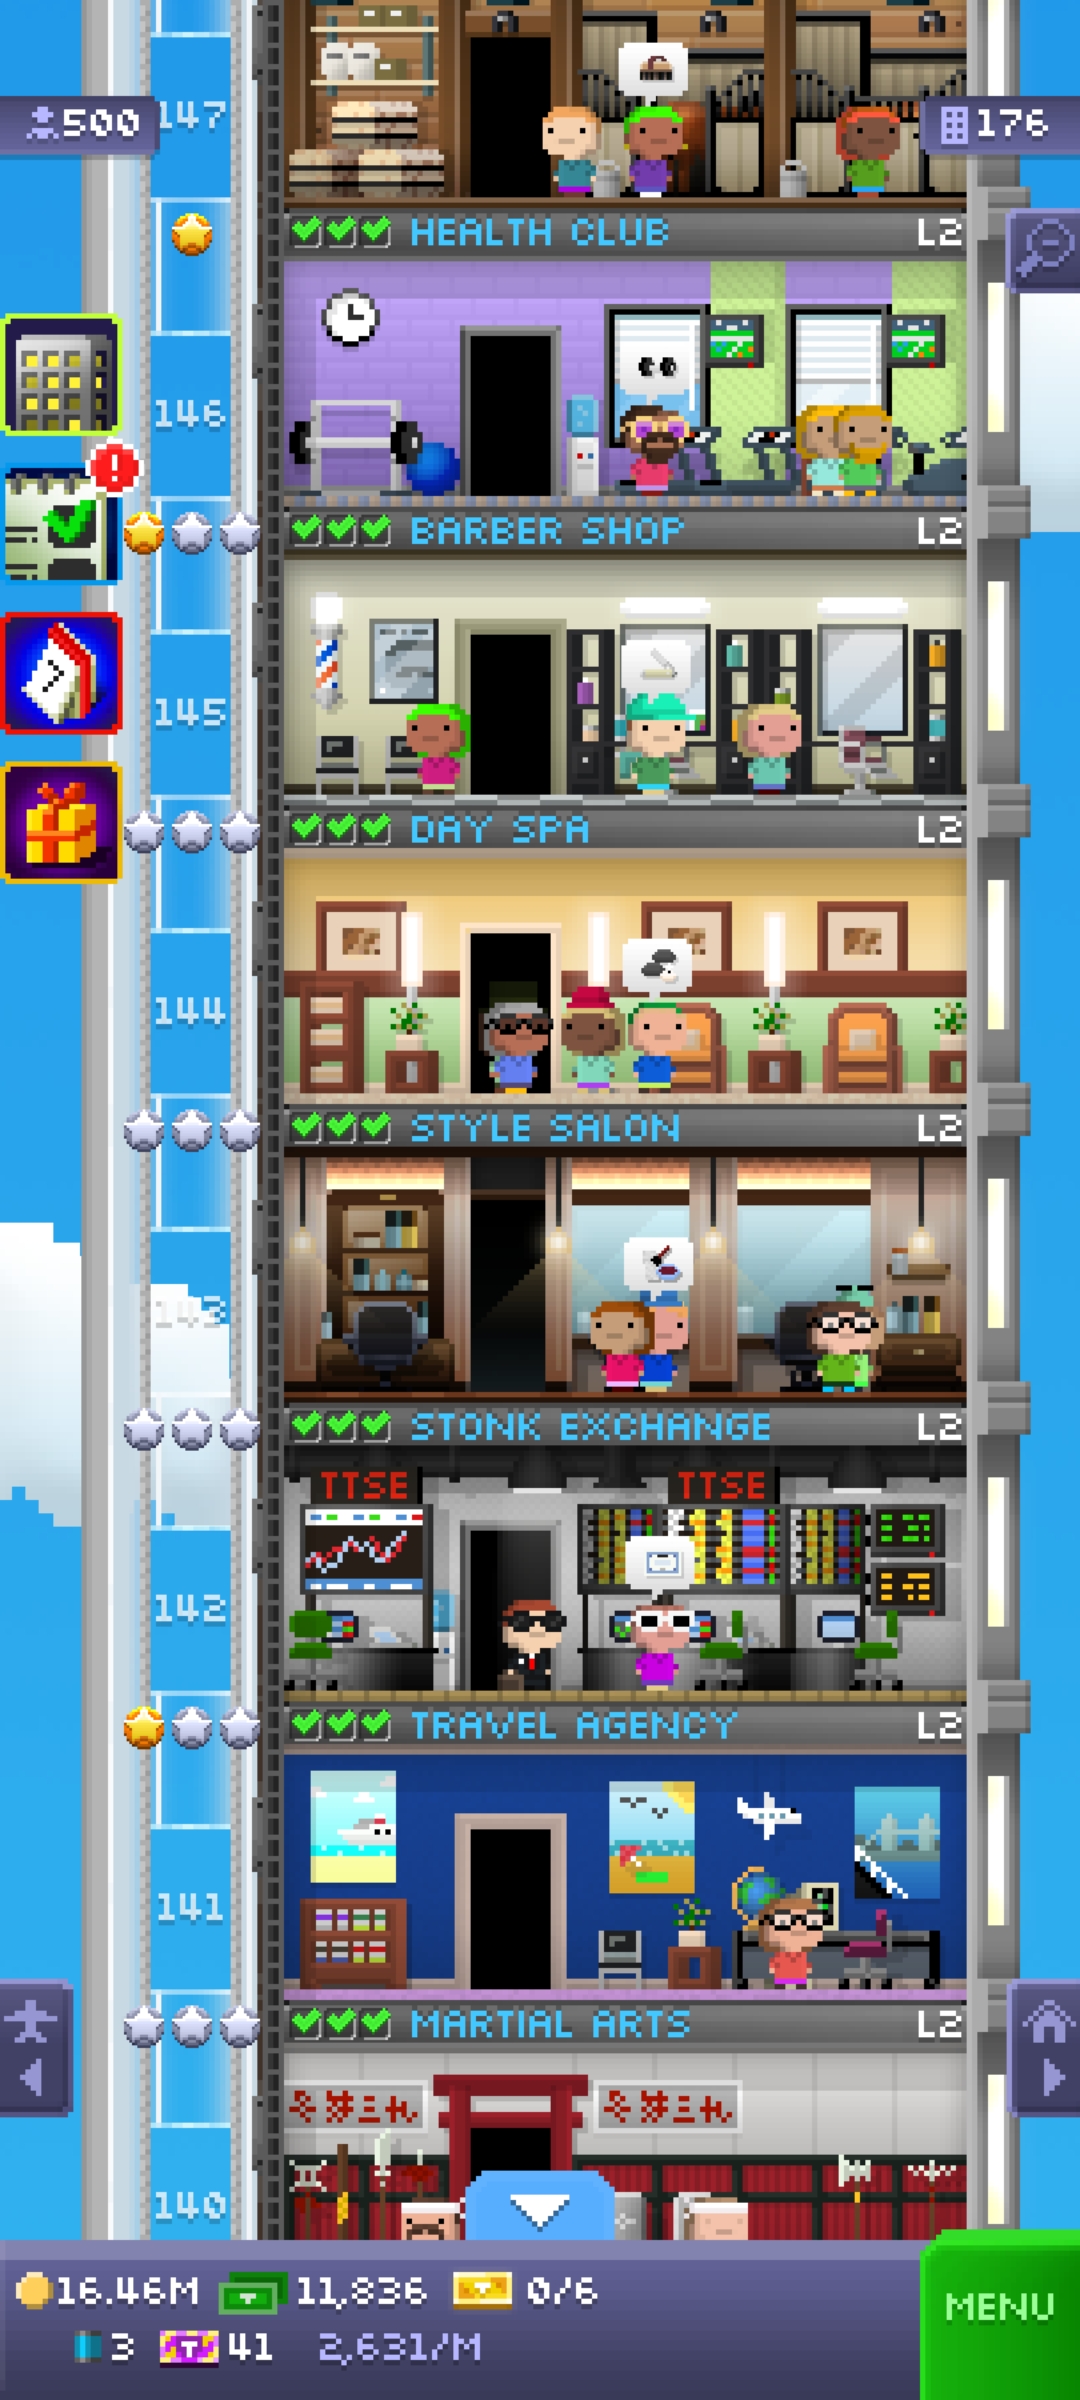 500
147
176
HEALTH CLUB L2
146
BARBER SHOP L2
145
DAY SPA L2
144
STYLE SALON L2
143
STONK EXCHANGE L2
TTSE TTSE
142
TRAVEL AGENCY L2
141
MARTIAL ARTS L2
140
16.46M 11,836 0/6
MENU
3 41 2,631/M